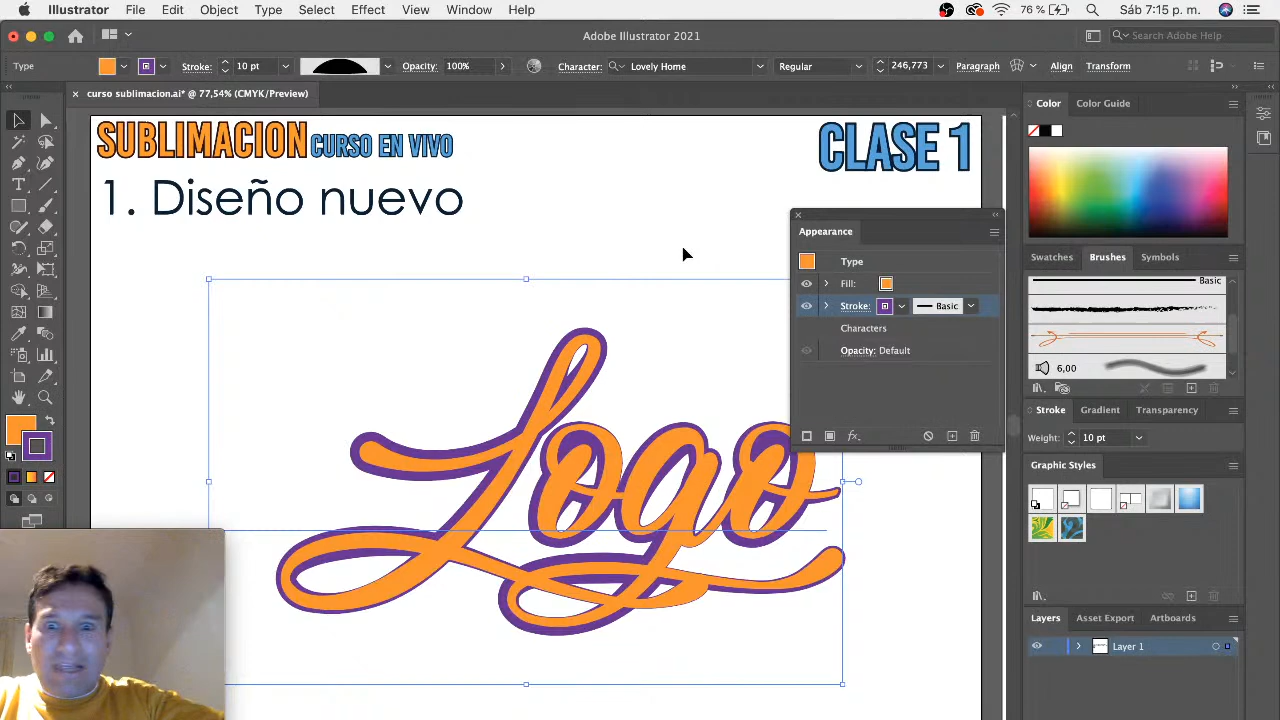 Illustrator File Edit Object Type Select Effect View Window Help 76 % Sáb 7:15 p. m.
Adobe Illustrator 2021 Search Adobe Help
Type Stroke: 10 pt Opacity: 100% Character: Lovely Home Regular 246,773 Paragraph Align Transform
curso sublimacion.ai* @ 77,54% (CMYK/Preview)
SUBLIMACION CURSO EN VIVO CLASE 1
1. Diseño nuevo
Logo
Appearance
Type
Fill:
Stroke: Basic
Characters
Opacity: Default
fx
Color Color Guide
Swatches Brushes Symbols
Basic
6,00
Stroke Gradient Transparency
Weight: 10 pt
Graphic Styles
Layers Asset Export Artboards
Layer 1